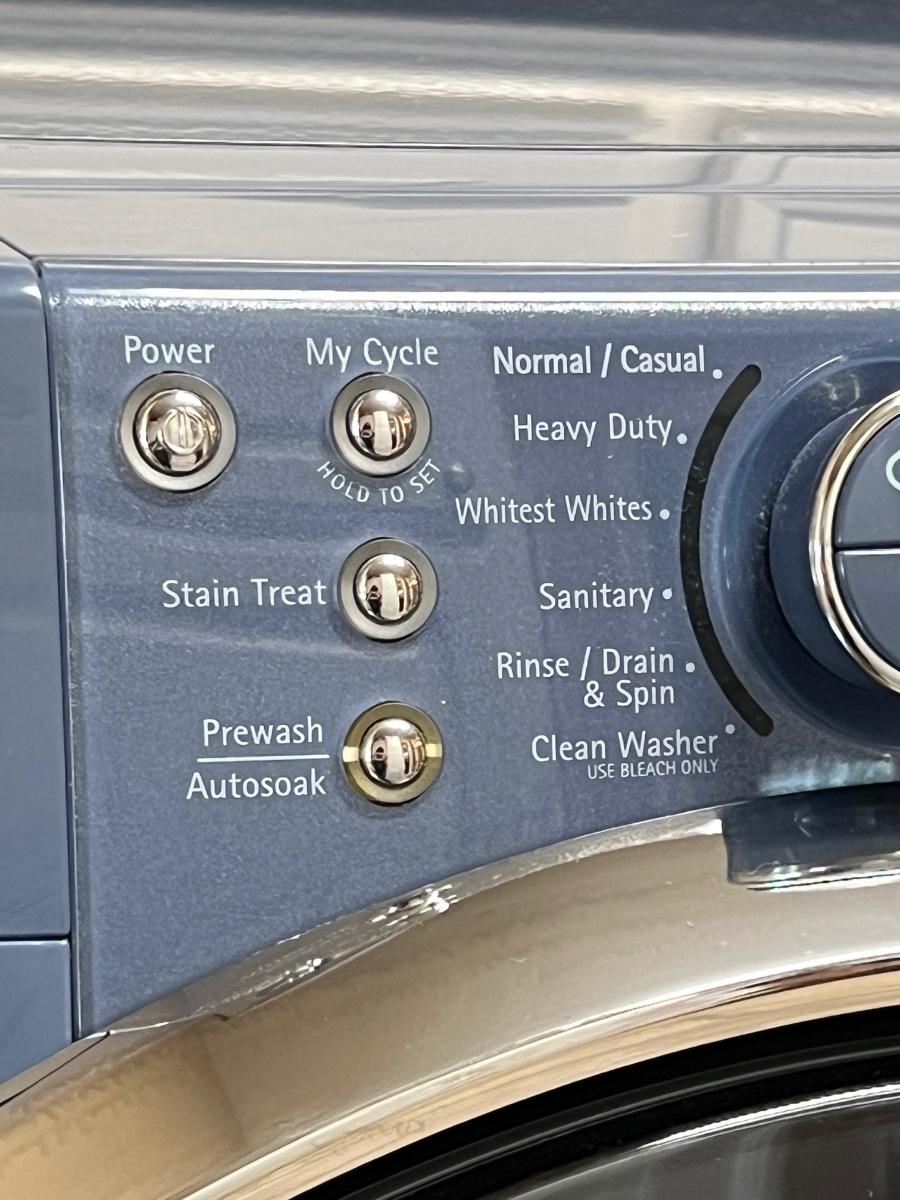 Power
My Cycle
HOLD TO SET
Stain Treat
Prewash
Autosoak
Normal / Casual
Heavy Duty
Whitest Whites
Sanitary
Rinse / Drain
& Spin
Clean Washer
USE BLEACH ONLY